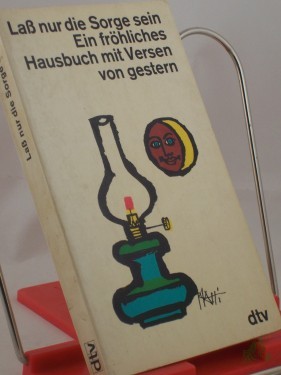 Laß nur die Sorge sein
Ein fröhliches
Hausbuch mit Versen
von gestern
dtv
Laß nur die Sorge
dtv